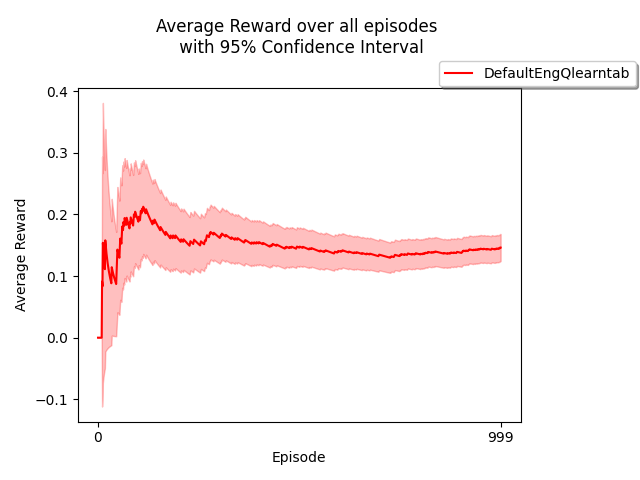 Average Reward over all episodes
with 95% Confidence Interval
DefaultEngQlearntab
0.4
0.3
0.2
0.1
0.0
−0.1
Average Reward
0
999
Episode